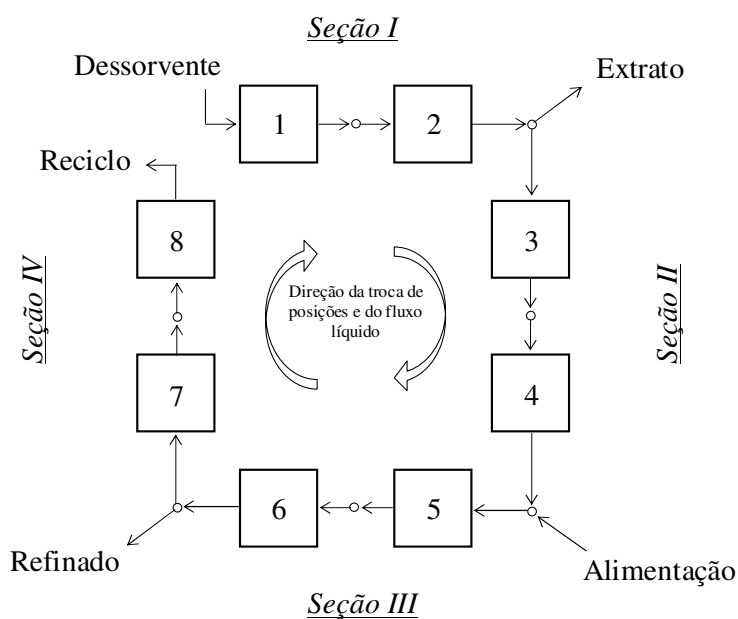 Seção I
Dessorvente
Extrato
1
2
Reciclo
8
3
Direção da troca de
posições e do fluxo
líquido
Seção IV
Seção II
7
4
6
5
Refinado
Alimentação
Seção III